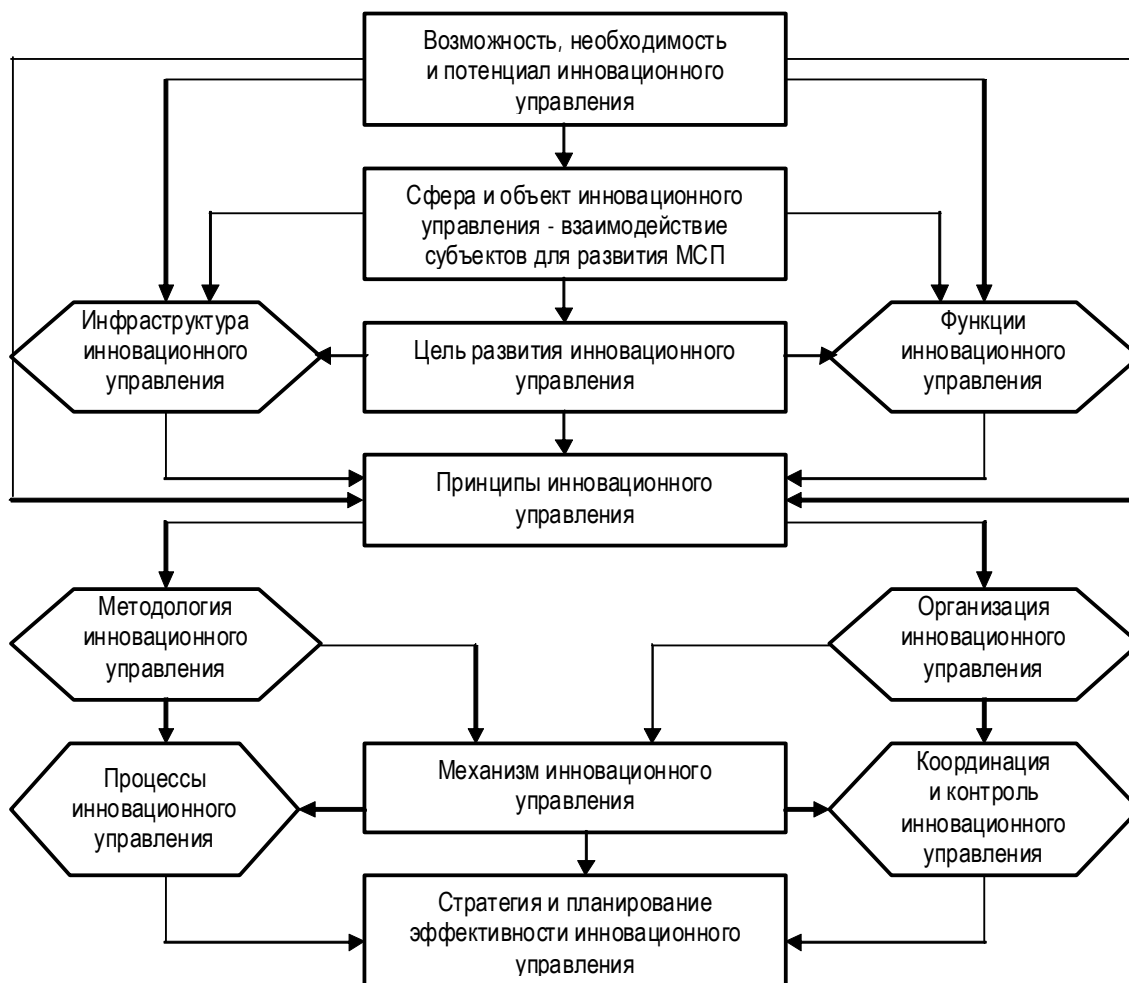 Возможность, необходимость
и потенциал инновационного
управления
Сфера и объект инновационного
управления - взаимодействие
субъектов для развития МСП
Инфраструктура
инновационного
управления
Цель развития инновационного
управления
Функции
инновационного
управления
Принципы инновационного
управления
Методология
инновационного
управления
Организация
инновационного
управления
Процессы
инновационного
управления
Механизм инновационного
управления
Координация
и контроль
инновационного
управления
Стратегия и планирование
эффективности инновационного
управления